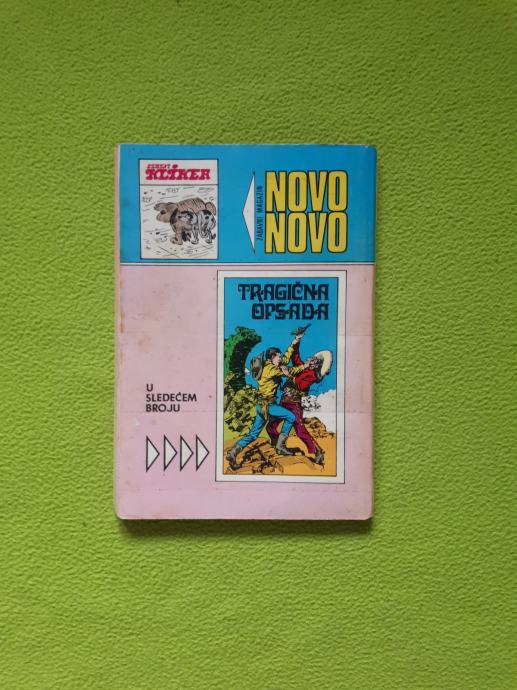 KLIKER
ZABAVNI MAGAZIN
NOVO
NOVO
TRAGIČNA
OPSADA
U
SLEDEĆEM
BROJU